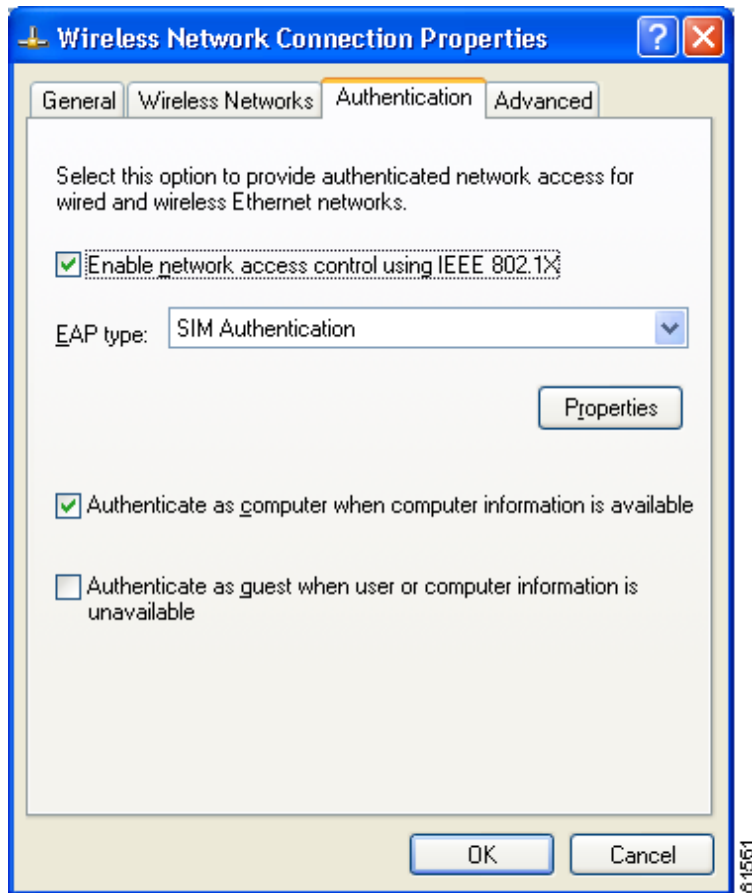 Wireless Network Connection Properties
General Wireless Networks Authentication Advanced
Select this option to provide authenticated network access for
wired and wireless Ethernet networks.
Enable network access control using IEEE 802.1X
EAP type: SIM Authentication
Properties
Authenticate as computer when computer information is available
Authenticate as guest when user or computer information is
unavailable
OK Cancel